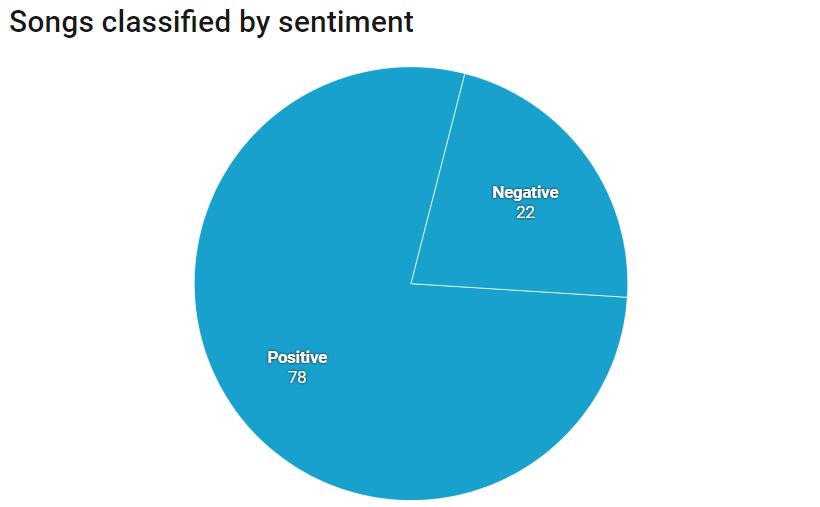 Songs classified by sentiment
Negative
22
Positive
78